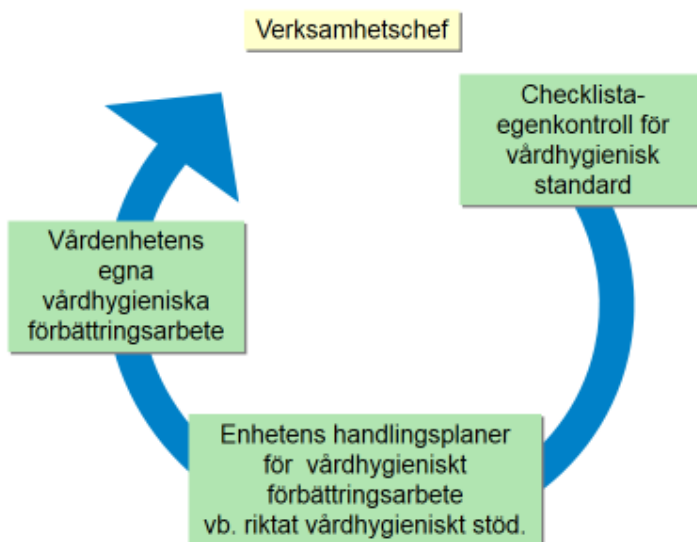 Verksamhetschef
Checklista-
egenkontroll för
vårdhygienisk
standard
Vårdenhetens
egna
vårdhygieniska
förbättringsarbete
Enhetens handlingsplaner
för vårdhygieniskt
förbättringsarbete
vb. riktat vårdhygieniskt stöd.